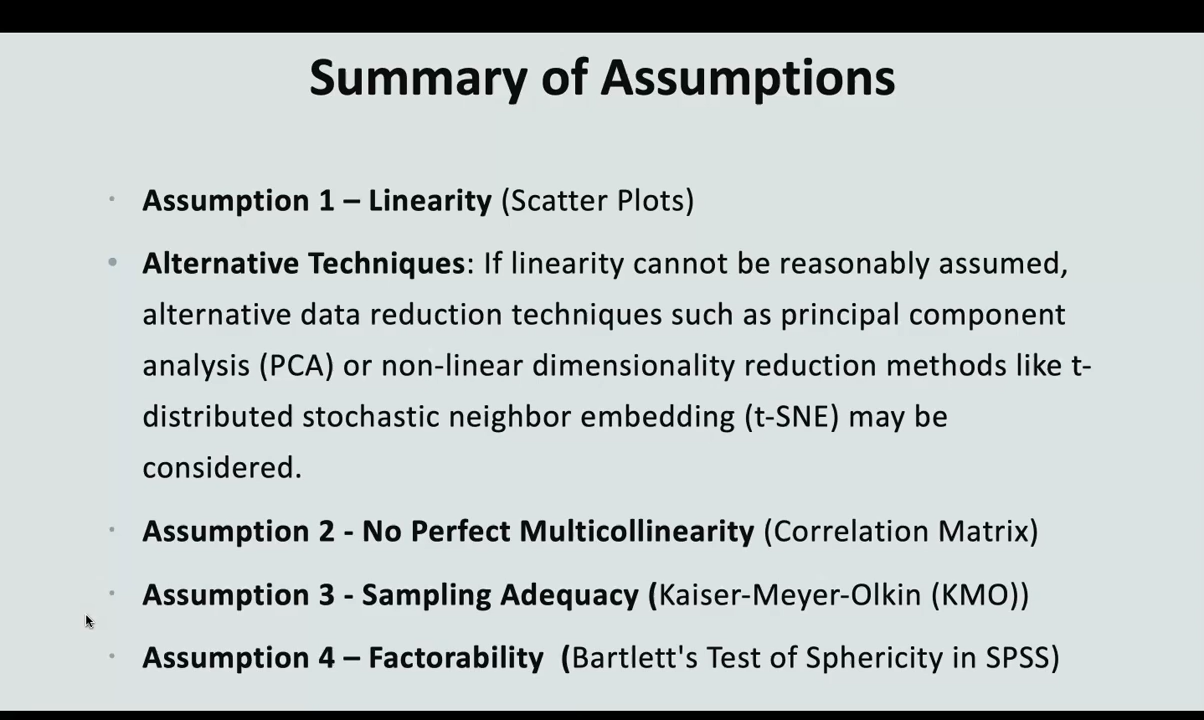 Summary of Assumptions
• Assumption 1 – Linearity (Scatter Plots)
• Alternative Techniques: If linearity cannot be reasonably assumed,
alternative data reduction techniques such as principal component
analysis (PCA) or non-linear dimensionality reduction methods like t-
distributed stochastic neighbor embedding (t-SNE) may be
considered.
• Assumption 2 - No Perfect Multicollinearity (Correlation Matrix)
• Assumption 3 - Sampling Adequacy (Kaiser-Meyer-Olkin (KMO))
• Assumption 4 – Factorability (Bartlett's Test of Sphericity in SPSS)